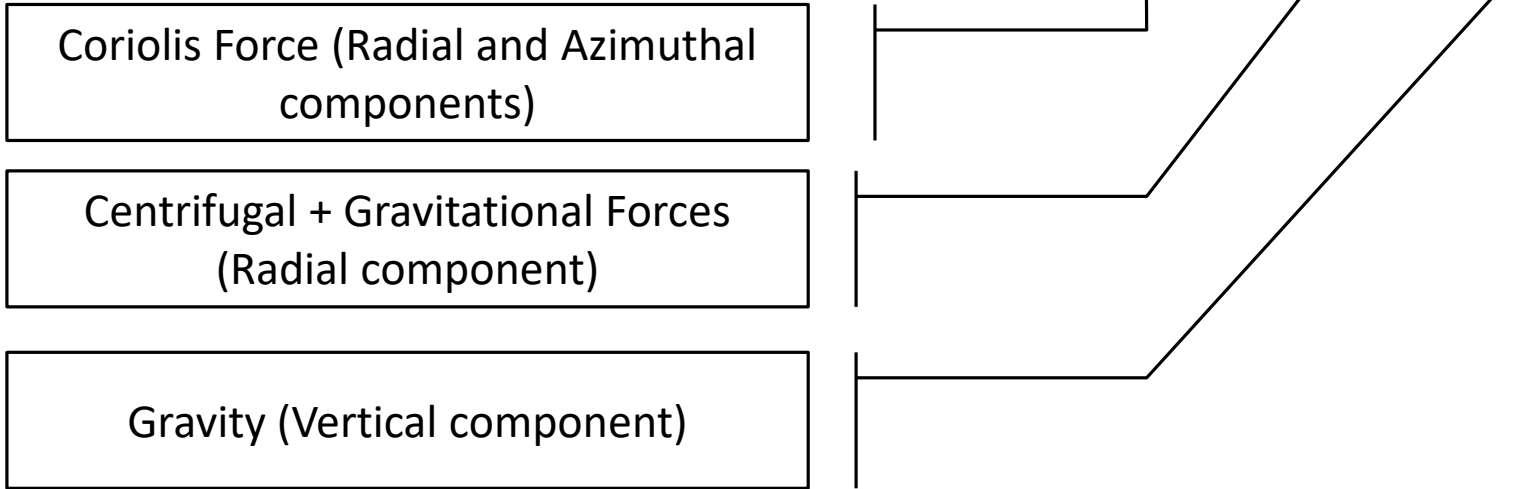 Coriolis Force (Radial and Azimuthal
components)
Centrifugal + Gravitational Forces
(Radial component)
Gravity (Vertical component)